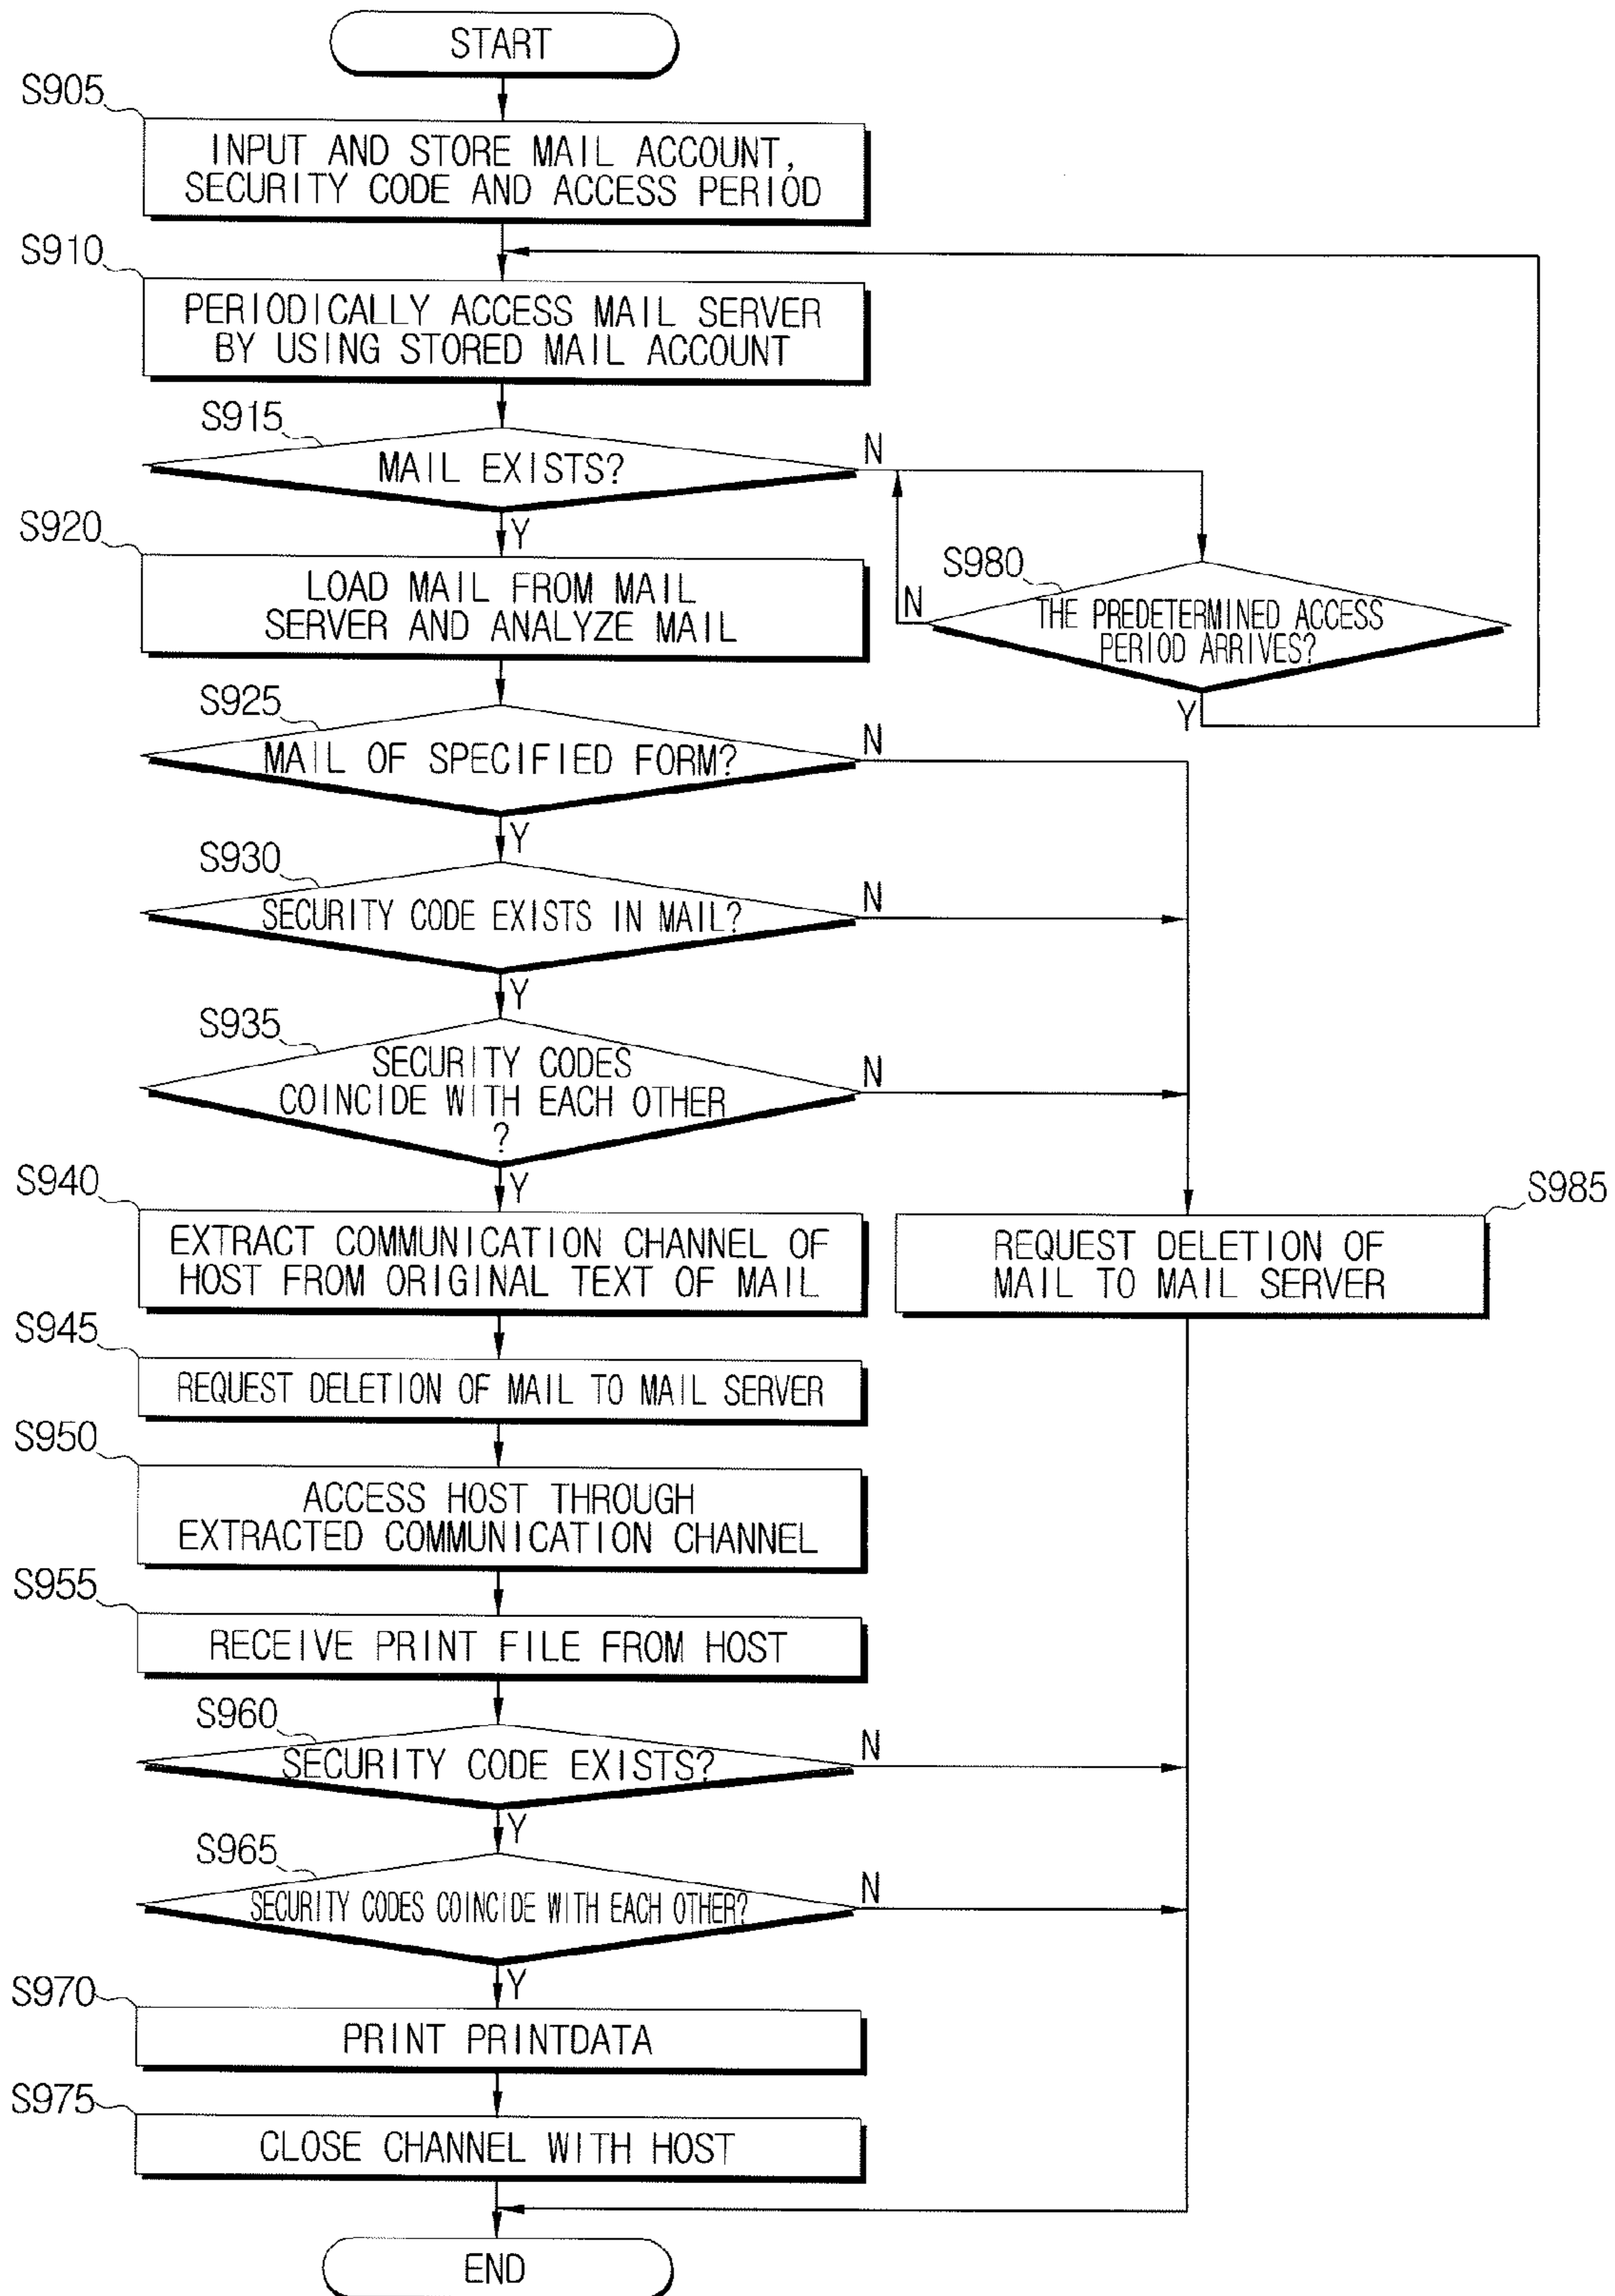 START
S905
INPUT AND STORE MAIL ACCOUNT,
SECURITY CODE AND ACCESS PERIOD
S910
PERIODICALLY ACCESS MAIL SERVER
BY USING STORED MAIL ACCOUNT
S915
MAIL EXISTS?
N
Y
S920
LOAD MAIL FROM MAIL
SERVER AND ANALYZE MAIL
S980
N
THE PREDETERMINED ACCESS
PERIOD ARRIVES?
Y
S925
MAIL OF SPECIFIED FORM?
N
Y
S930
SECURITY CODE EXISTS IN MAIL?
N
Y
S935
SECURITY CODES
COINCIDE WITH EACH OTHER
?
N
Y
S940
EXTRACT COMMUNICATION CHANNEL OF
HOST FROM ORIGINAL TEXT OF MAIL
S985
REQUEST DELETION OF
MAIL TO MAIL SERVER
S945
REQUEST DELETION OF MAIL TO MAIL SERVER
S950
ACCESS HOST THROUGH
EXTRACTED COMMUNICATION CHANNEL
S955
RECEIVE PRINT FILE FROM HOST
S960
SECURITY CODE EXISTS?
N
Y
S965
SECURITY CODES COINCIDE WITH EACH OTHER?
N
Y
S970
PRINT PRINTDATA
S975
CLOSE CHANNEL WITH HOST
END